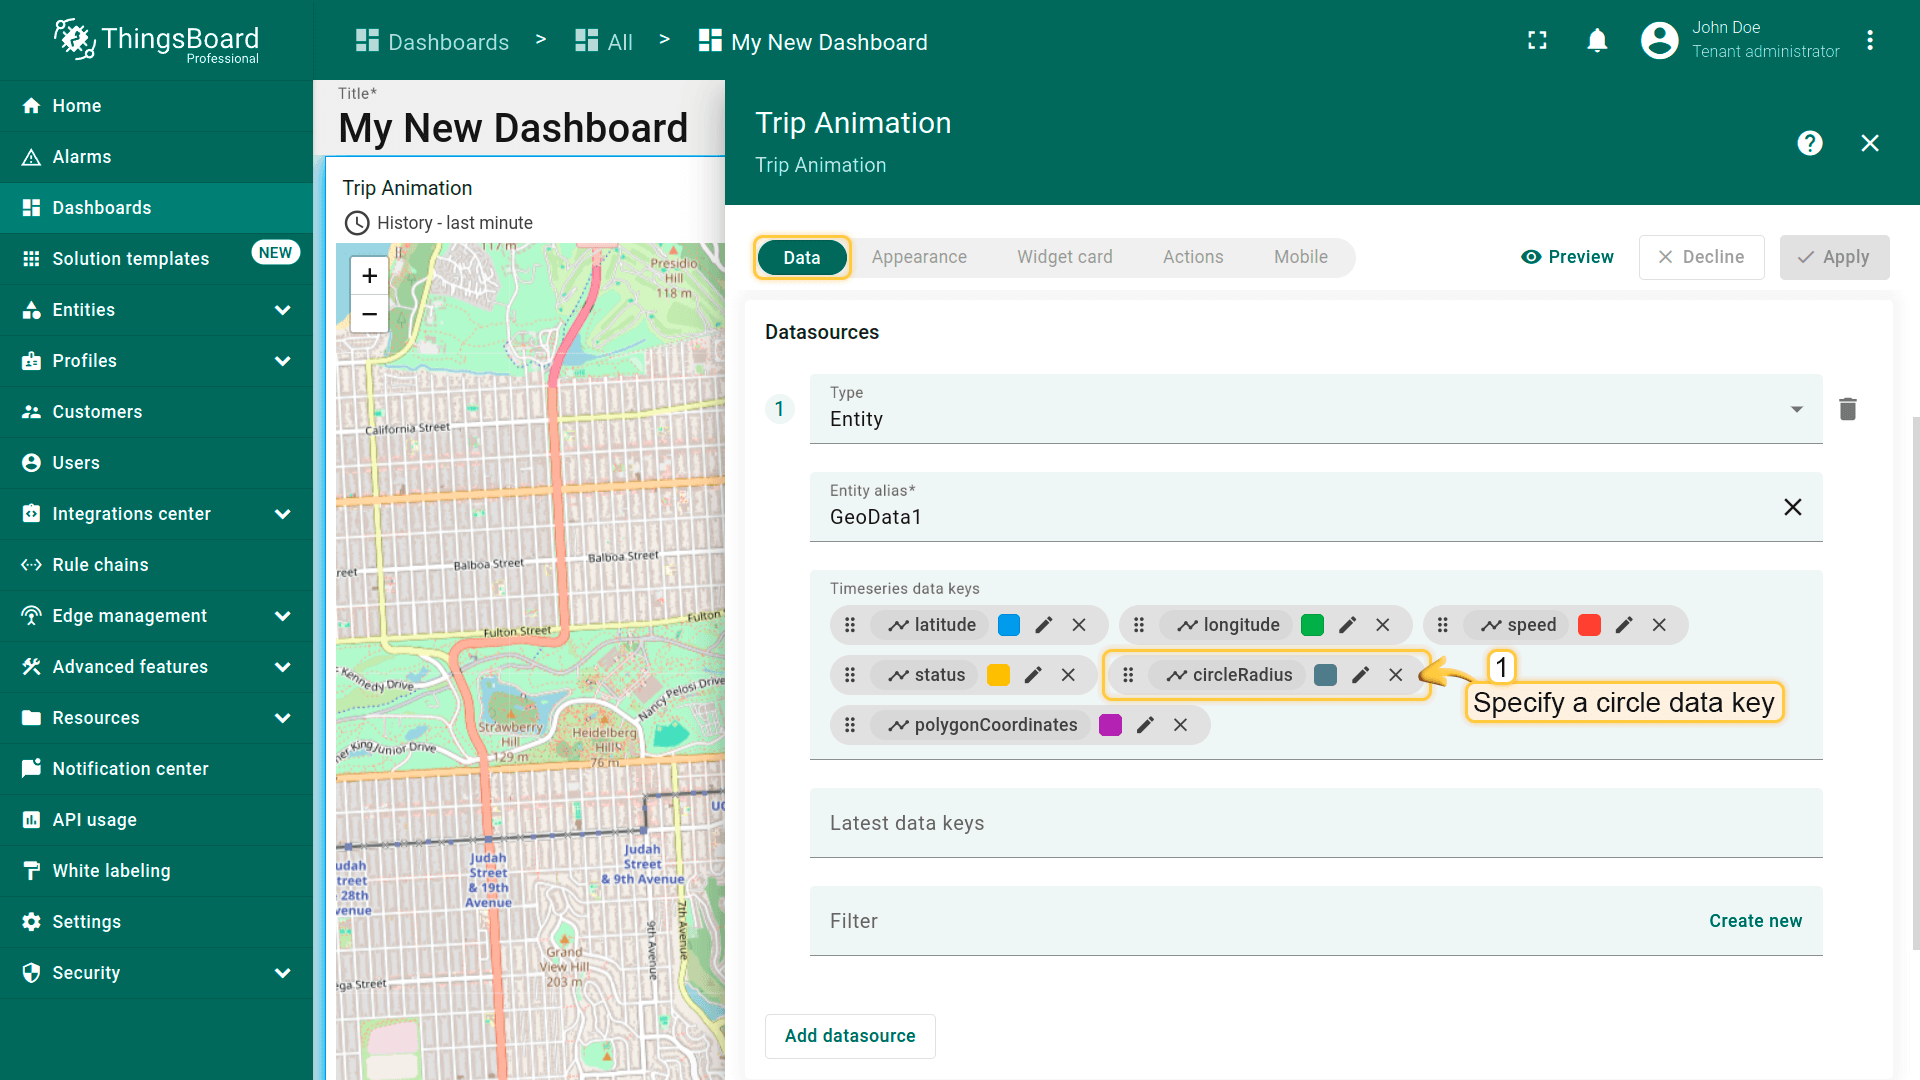 ThingsBoard
Professional
Dashboards > All > My New Dashboard
John Doe
Tenant administrator
Home
Alarms
Dashboards
Solution templates NEW
Entities
Profiles
Customers
Users
Integrations center
Rule chains
Edge management
Advanced features
Resources
Notification center
API usage
White labeling
Settings
Security
Title*
My New Dashboard
Trip Animation
History - last minute
+
−
117 m
Presidio
Hill
118 m
California Street
Balboa Street
Balboa Street
reet
Fulton Street
Fulton
Kennedy Drive
Nancy Pelosi Drive
Strawberry
Hill
129 m
Heidelberg
Hill
76 m
her King Junior Drive
UC
Judah
Street
& 9th Avenue
Judah
Street
& 19th
Avenue
udah
treet
28th
venue
7th Avenue
9th Avenue
Grand
View Hill
203 m
ega Street
Trip Animation
Trip Animation
Data
Appearance
Widget card
Actions
Mobile
Preview
Decline
Apply
Datasources
1
Type
Entity
Entity alias*
GeoData1
Timeseries data keys
latitude
longitude
speed
status
circleRadius
1
Specify a circle data key
polygonCoordinates
Latest data keys
Filter
Create new
Add datasource